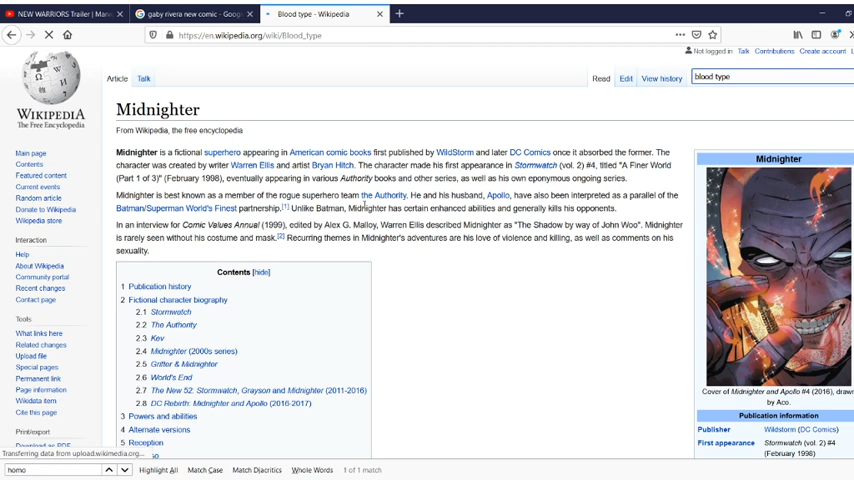 NEW WARRIORS Trailer | Marv
gaby rivera new comic - Goog
Blood type - Wikipedia
https://en.wikipedia.org/wiki/Blood_type
Not logged in Talk Contributions Create account L
Article Talk
Read Edit View history
blood type
WIKIPEDIA
The Free Encyclopedia
Main page
Contents
Featured content
Current events
Random article
Donate to Wikipedia
Wikipedia store
Interaction
Help
About Wikipedia
Community portal
Recent changes
Contact page
Tools
What links here
Related changes
Upload file
Special pages
Permanent link
Page information
Wikidata item
Cite this page
Print/export
Download as PDF
Midnighter
From Wikipedia, the free encyclopedia
Midnighter is a fictional superhero appearing in American comic books first published by WildStorm and later DC Comics once it absorbed the former. The
character was created by writer Warren Ellis and artist Bryan Hitch. The character made his first appearance in Stormwatch (vol. 2) #4, titled "A Finer World
(Part 1 of 3)" (February 1998), eventually appearing in various Authority books and other series, as well as his own eponymous ongoing series.
Midnighter is best known as a member of the rogue superhero team the Authority. He and his husband, Apollo, have also been interpreted as a parallel of the
Batman/Superman World's Finest partnership.[1] Unlike Batman, Midnighter has certain enhanced abilities and generally kills his opponents.
In an interview for Comic Values Annual (1999), edited by Alex G. Malloy, Warren Ellis described Midnighter as "The Shadow by way of John Woo". Midnighter
is rarely seen without his costume and mask.[2] Recurring themes in Midnighter's adventures are his love of violence and killing, as well as comments on his
sexuality.
Contents [hide]
1 Publication history
2 Fictional character biography
2.1 Stormwatch
2.2 The Authority
2.3 Kev
2.4 Midnighter (2000s series)
2.5 Grifter & Midnighter
2.6 World's End
2.7 The New 52: Stormwatch, Grayson and Midnighter (2011-2016)
2.8 DC Rebirth: Midnighter and Apollo (2016-2017)
3 Powers and abilities
4 Alternate versions
5 Reception
Midnighter
Cover of Midnighter and Apollo #4 (2016), drawn
by Aco.
Publication information
Publisher Wildstorm (DC Comics)
First appearance Stormwatch (vol. 2) #4
(February 1998)
Transferring data from upload.wikimedia.org...
homo
Highlight All Match Case Match Diacritics Whole Words 1 of 1 match